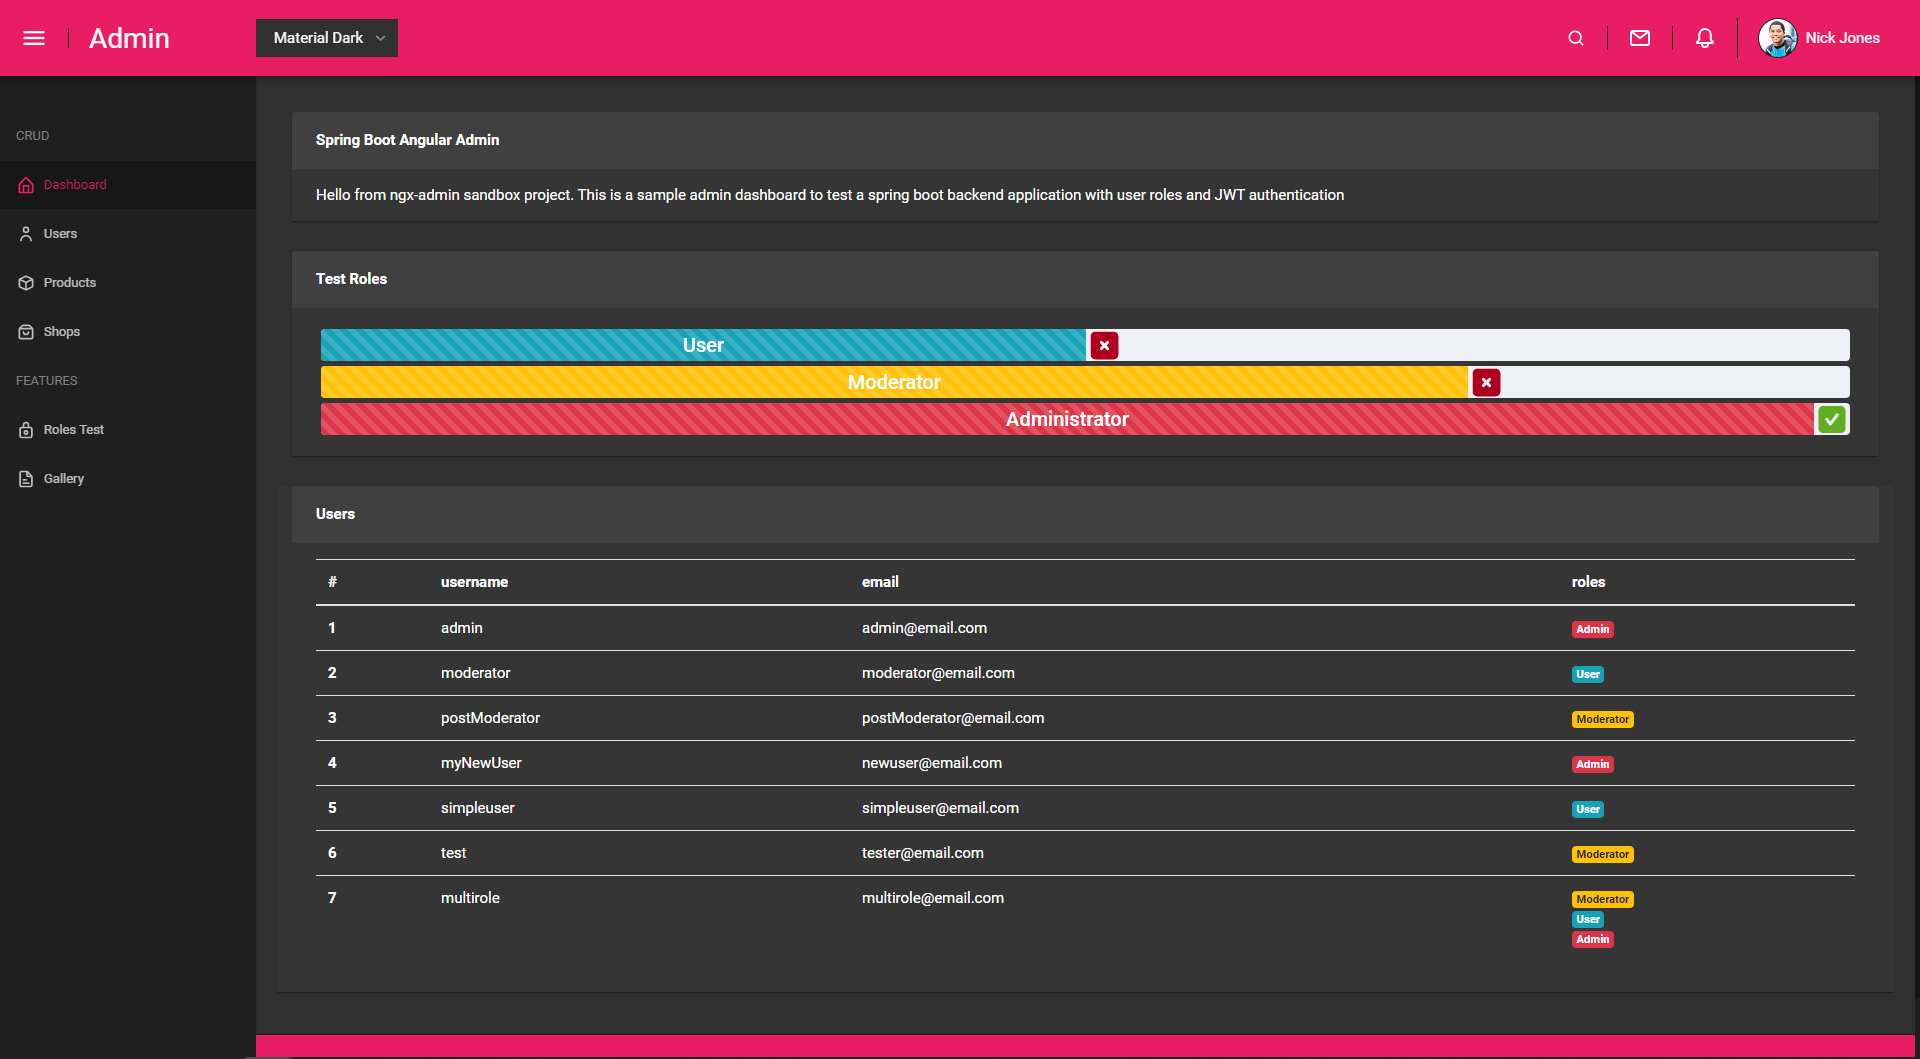 Admin
Material Dark
Nick Jones
CRUD
Dashboard
Users
Products
Shops
FEATURES
Roles Test
Gallery
Spring Boot Angular Admin
Hello from ngx-admin sandbox project. This is a sample admin dashboard to test a spring boot backend application with user roles and JWT authentication
Test Roles
User
Moderator
Administrator
Users
# username email roles
1 admin admin@email.com Admin
2 moderator moderator@email.com User
3 postModerator postModerator@email.com Moderator
4 myNewUser newuser@email.com Admin
5 simpleuser simpleuser@email.com User
6 test tester@email.com Moderator
7 multirole multirole@email.com Moderator
User
Admin